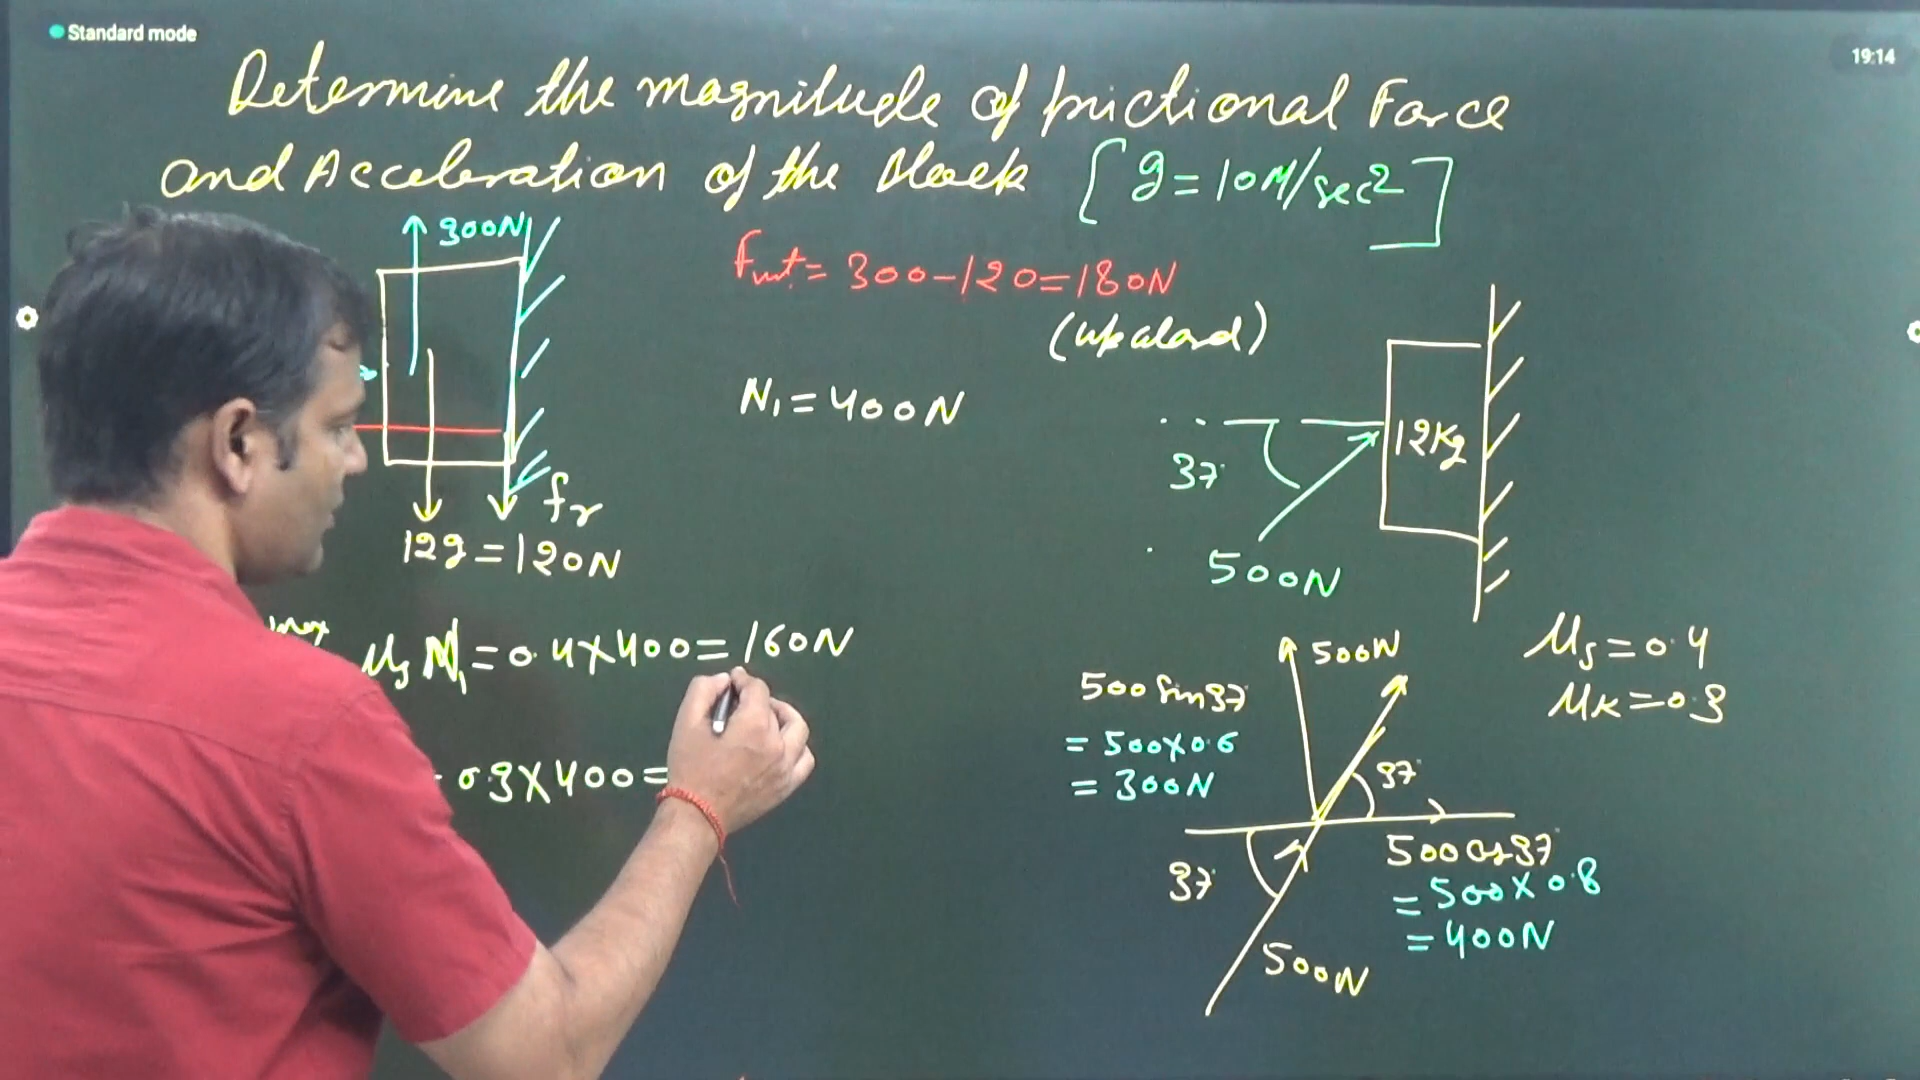 Standard mode
19:14
Determine the magnitude of frictional Force
and Acceleration of the block [g=10M/sec²]
300N
Fnet = 300-120=180N
(upward)
N₁ = 400N
12Kg
37°
500N
fr
12g = 120N
max
μs N₁ = 0.4×400=160N
0.3×400=
500N
μs=0.4
μk=0.3
500 Sin37°
= 500×0.6
= 300N
37°
37°
500 cos37°
= 500×0.8
= 400N
500N